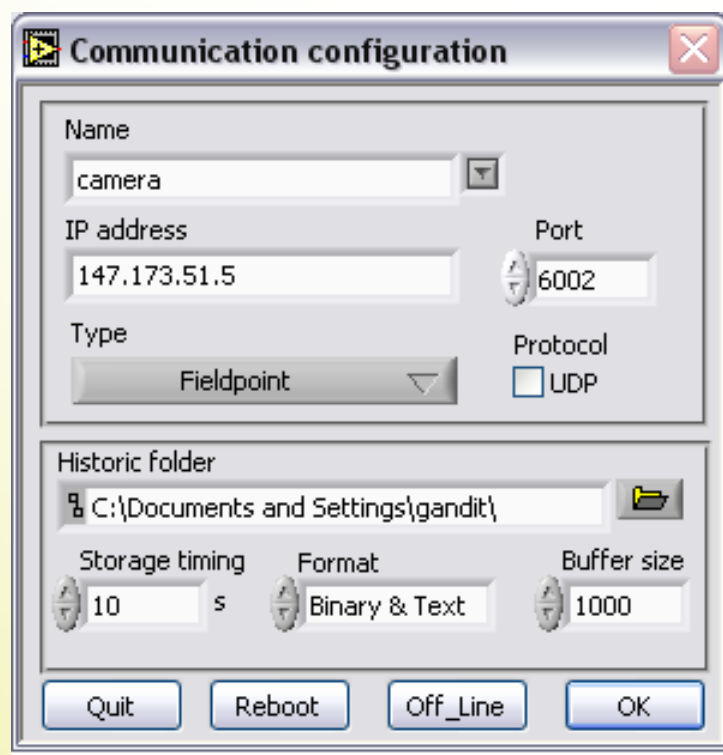 Communication configuration
Name
camera
IP address
Port
147.173.51.5
6002
Type
Protocol
Fieldpoint
UDP
Historic folder
C:\Documents and Settings\gandit\
Storage timing
Format
Buffer size
10 s
Binary & Text
1000
Quit
Reboot
Off_Line
OK